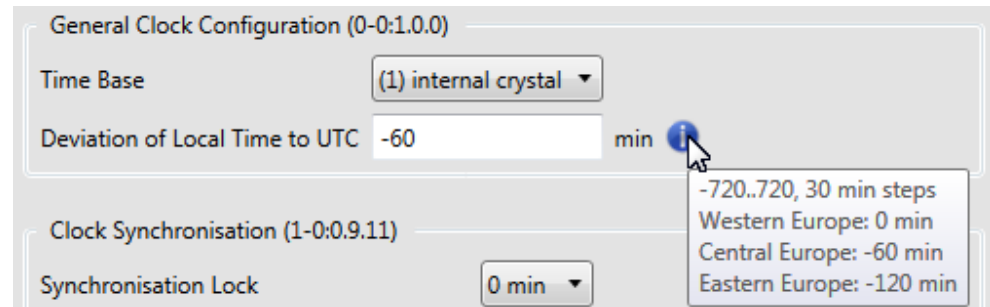 General Clock Configuration (0-0:1.0.0)
Time Base (1) internal crystal
Deviation of Local Time to UTC -60 min
-720..720, 30 min steps
Western Europe: 0 min
Central Europe: -60 min
Eastern Europe: -120 min
Clock Synchronisation (1-0:0.9.11)
Synchronisation Lock 0 min